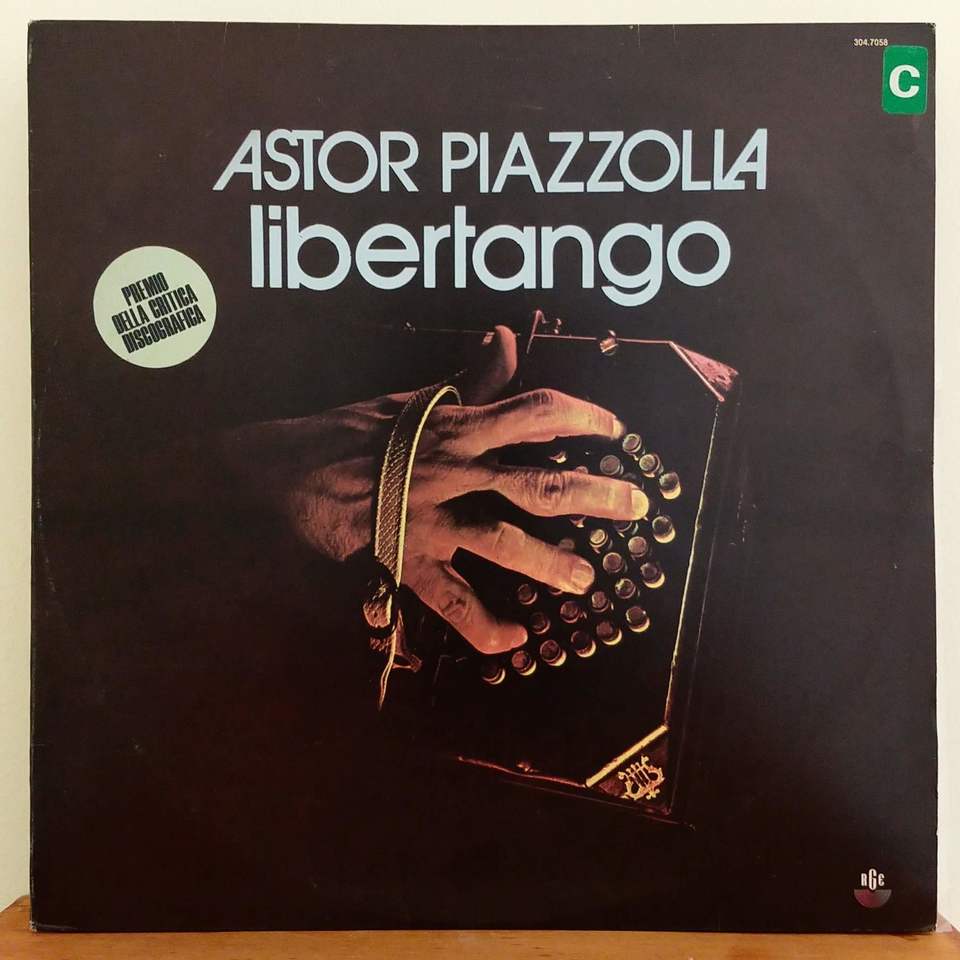 304.7058
C
ASTOR PIAZZOLLA
libertango
PREMIO
DELLA CRITICA
DISCOGRAFICA
RGE